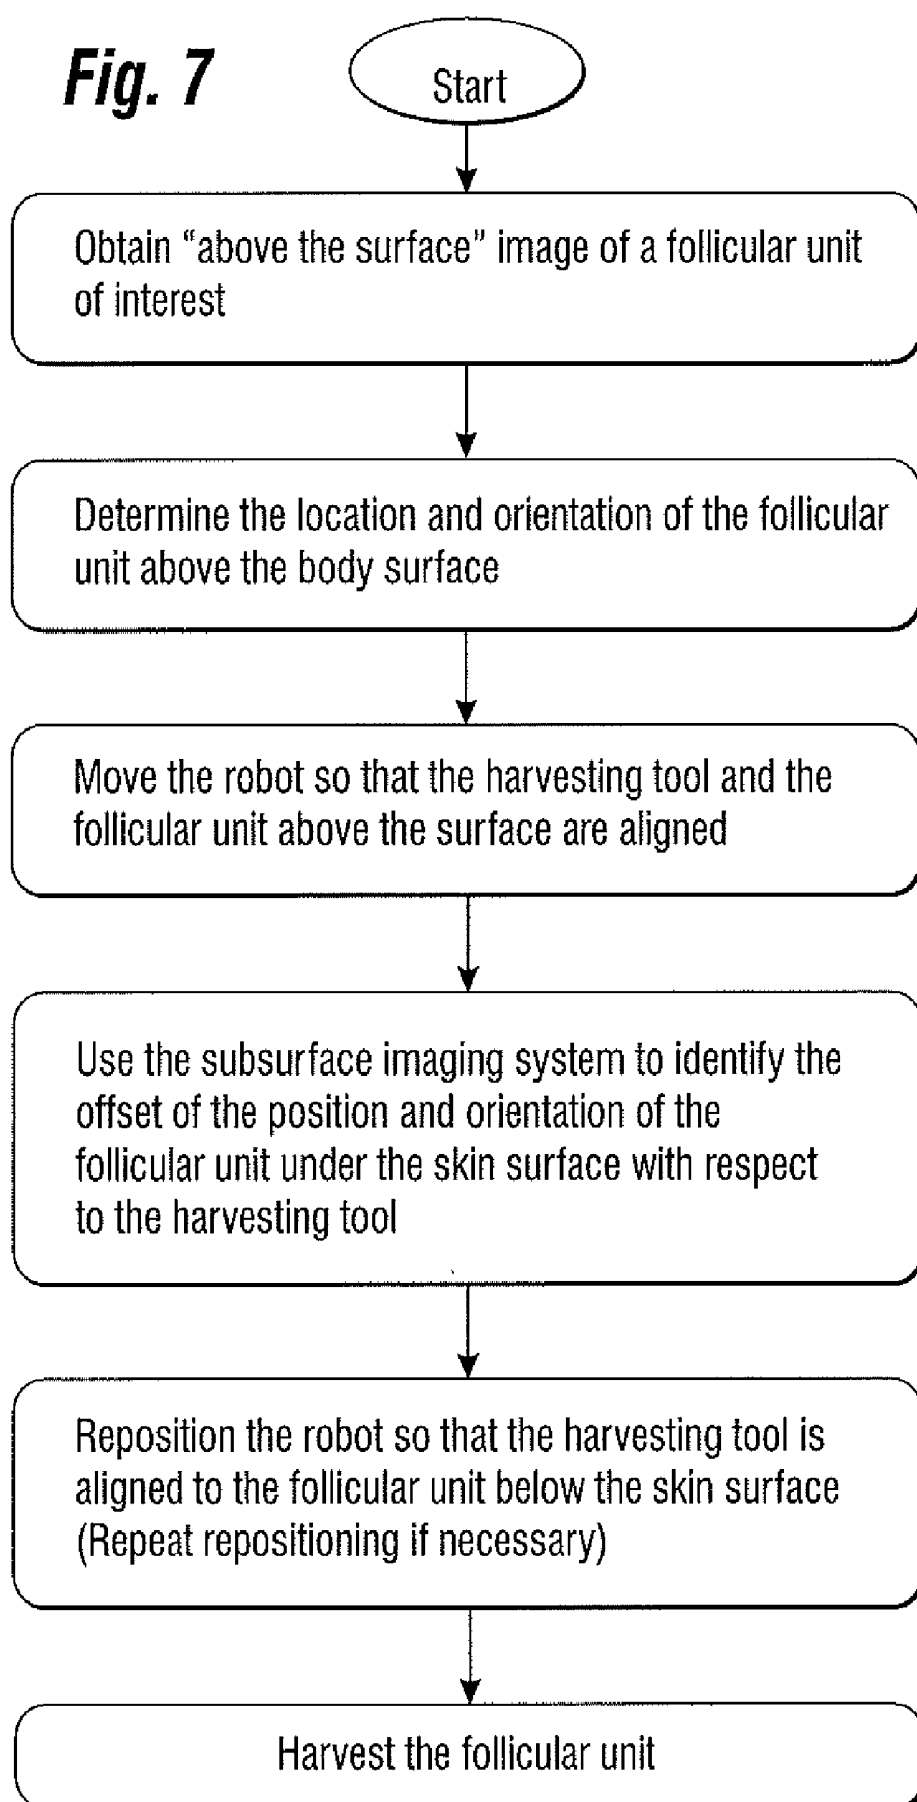 Fig. 7
Start
Obtain “above the surface” image of a follicular unit
of interest
Determine the location and orientation of the follicular
unit above the body surface
Move the robot so that the harvesting tool and the
follicular unit above the surface are aligned
Use the subsurface imaging system to identify the
offset of the position and orientation of the
follicular unit under the skin surface with respect
to the harvesting tool
Reposition the robot so that the harvesting tool is
aligned to the follicular unit below the skin surface
(Repeat repositioning if necessary)
Harvest the follicular unit